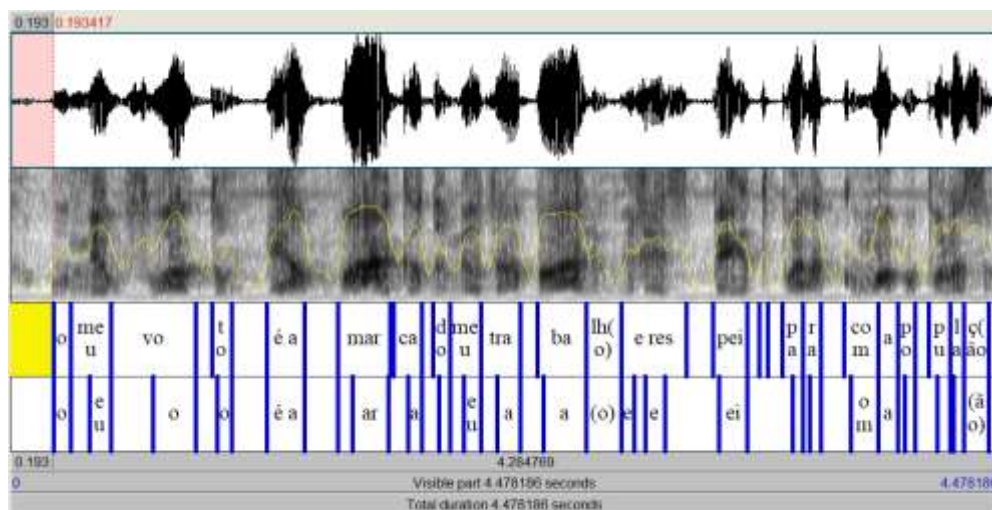 0.193 0.193417
o me u vo t o é a mar ca d o me u tra ba lh( o) e res pei p a r a co m a p o pu l a ç( ão
o e u o o é a ar a e u a a (o) e e ei o m a (ã o)
0.193 4.284769
0 Visible part 4.478186 seconds 4.478186
Total duration 4.478186 seconds